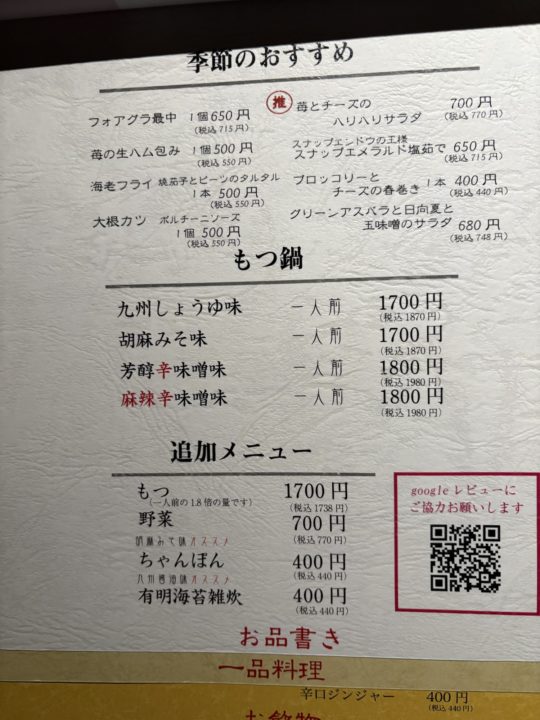 季節のおすすめ
フォアグラ最中 1個 650円
(税込 715円)
苺の生ハム包み 1個 500円
(税込 550円)
海老フライ 焼茄子とビーツのタルタル
1本 500円
(税込 550円)
大根カツ ポルチーニソース
1個 500円
(税込 550円)
推 苺とチーズの 700円
ハリハリサラダ (税込 770円)
スナップエンドウの王様
スナップエメラルド塩茹で 650円
(税込 715円)
ブロッコリーと 1本 400円
チーズの春巻き (税込 440円)
グリーンアスパラと日向夏と
玉味噌のサラダ 680円
(税込 748円)
もつ鍋
九州しょうゆ味 一人前 1700円
(税込 1870円)
胡麻みそ味 一人前 1700円
(税込 1870円)
芳醇辛味噌味 一人前 1800円
(税込 1980円)
麻辣辛味噌味 一人前 1800円
(税込 1980円)
追加メニュー
もつ 1700円
(一人前の1.8倍の量です) (税込 1738円)
野菜 700円
(税込 770円)
胡麻みそ味オススメ
ちゃんぽん 400円
(税込 440円)
九州醤油味オススメ
有明海苔雑炊 400円
(税込 440円)
googleレビューに
ご協力お願いします
お品書き
一品料理
辛口ジンジャー 400円
(税込 440円)
お飲物